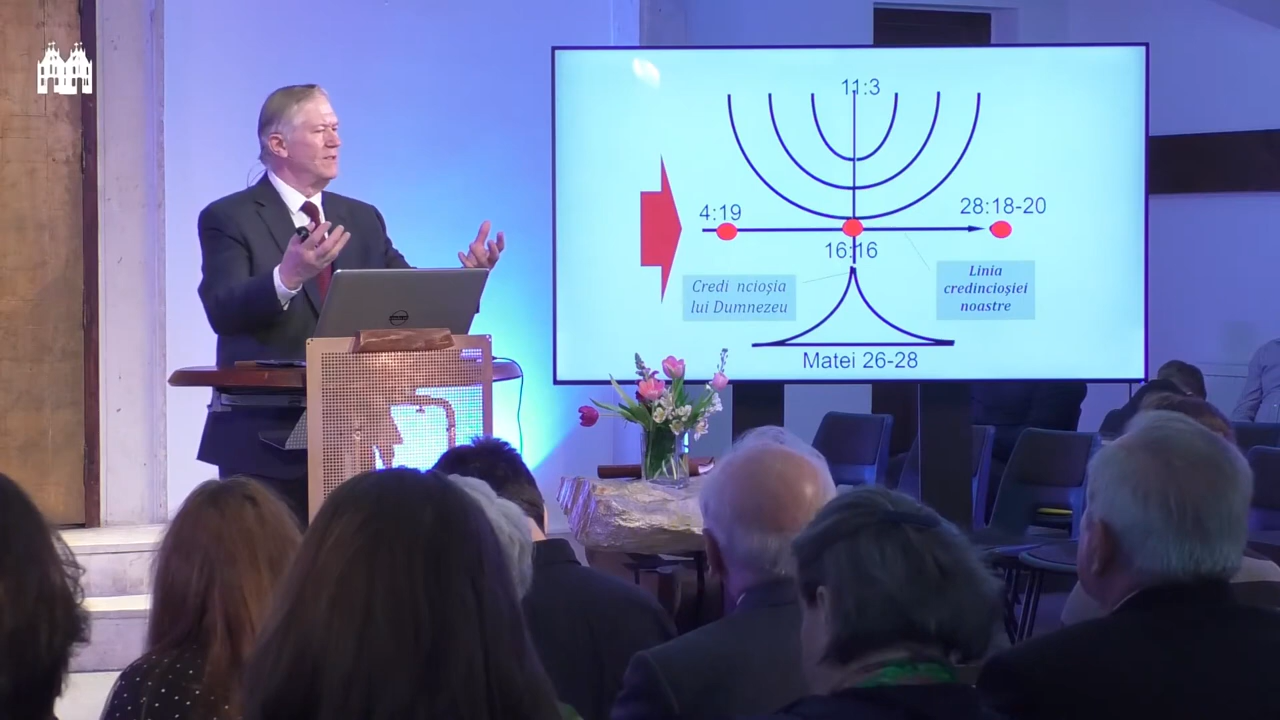 11:3
4:19
28:18-20
16:16
Credi ncioșia
lui Dumnezeu
Linia
credincioșiei
noastre
Matei 26-28